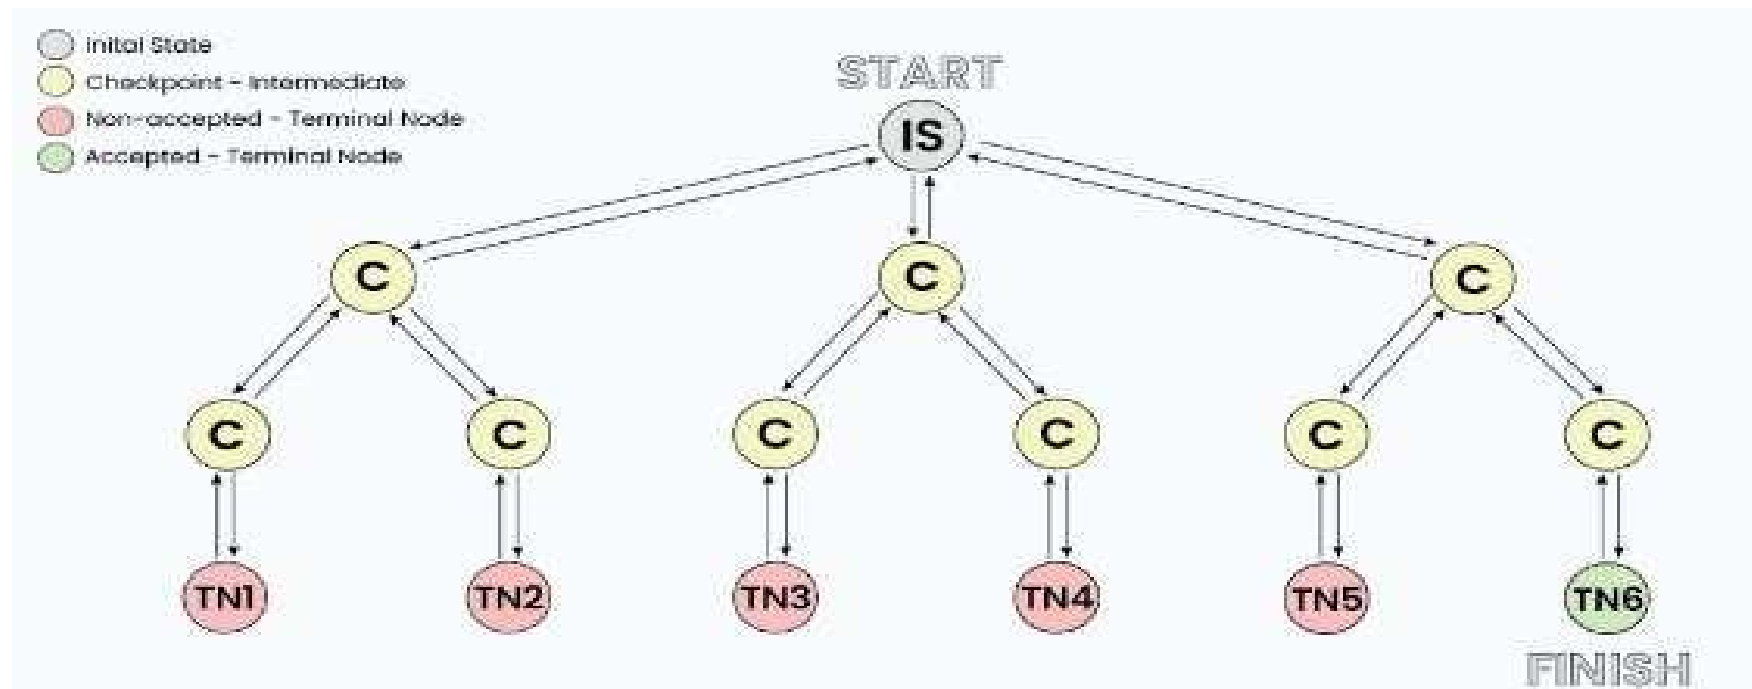 Inital State
Checkpoint - Intermediate
Non-accepted - Terminal Node
Accepted - Terminal Node
START
IS
C C C
C C C C C C
TN1 TN2 TN3 TN4 TN5 TN6
FINISH